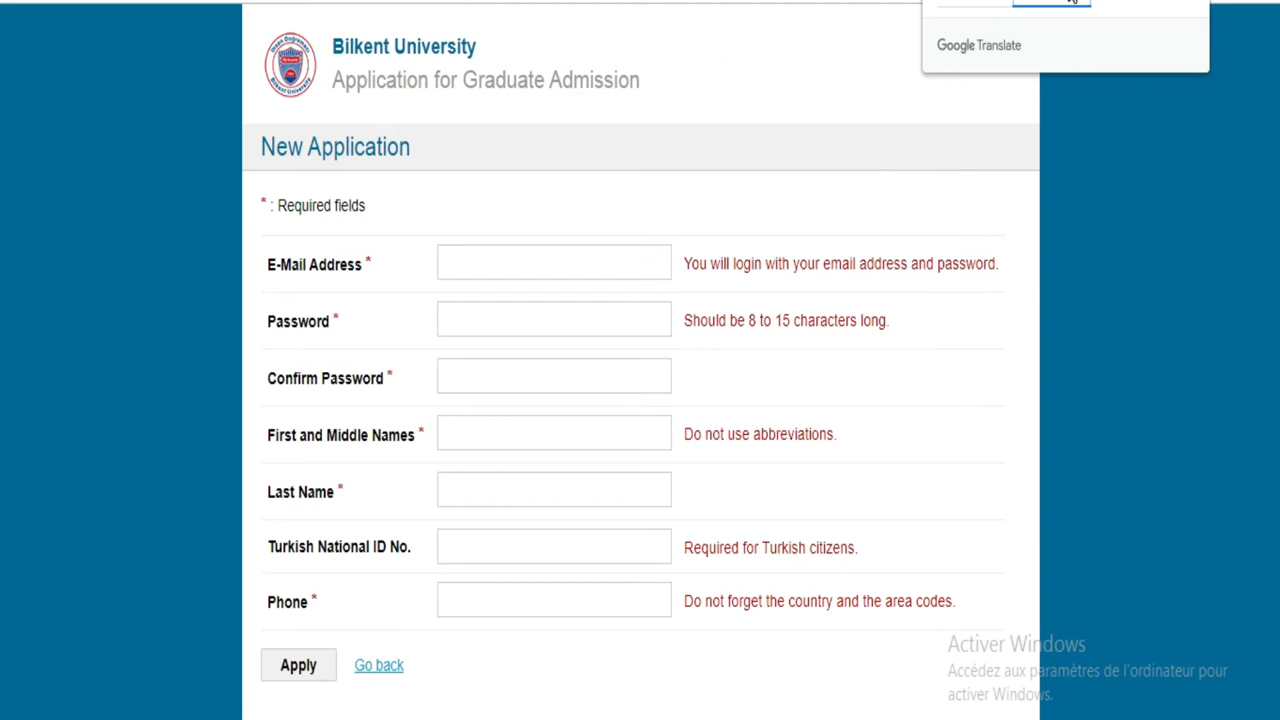 Google Translate
Bilkent University
Application for Graduate Admission
New Application
* : Required fields
E-Mail Address * You will login with your email address and password.
Password * Should be 8 to 15 characters long.
Confirm Password *
First and Middle Names * Do not use abbreviations.
Last Name *
Turkish National ID No. Required for Turkish citizens.
Phone * Do not forget the country and the area codes.
Apply Go back
Activer Windows
Accédez aux paramètres de l'ordinateur pour
activer Windows.